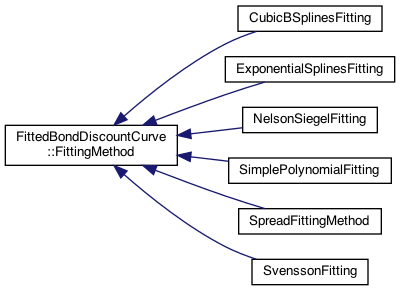 CubicBSplinesFitting
ExponentialSplinesFitting
FittedBondDiscountCurve
::FittingMethod
NelsonSiegelFitting
SimplePolynomialFitting
SpreadFittingMethod
SvenssonFitting